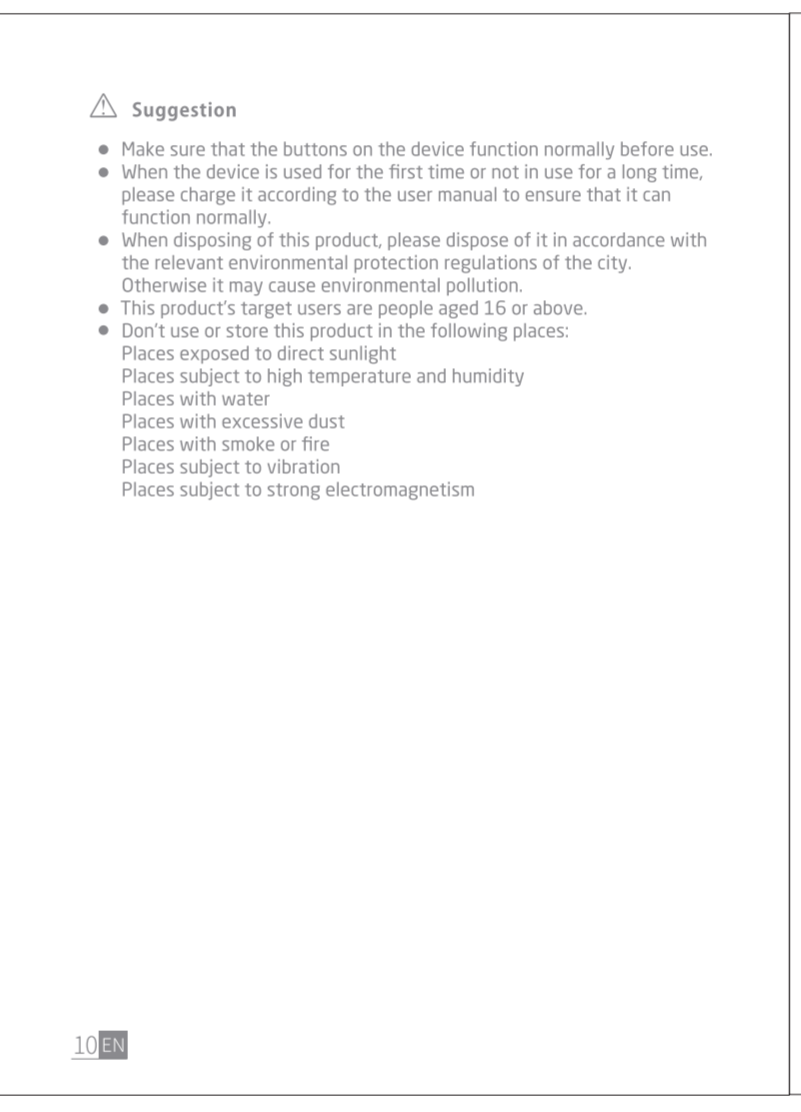 Suggestion
● Make sure that the buttons on the device function normally before use.
● When the device is used for the first time or not in use for a long time,
please charge it according to the user manual to ensure that it can
function normally.
● When disposing of this product, please dispose of it in accordance with
the relevant environmental protection regulations of the city.
Otherwise it may cause environmental pollution.
● This product's target users are people aged 16 or above.
● Don't use or store this product in the following places:
Places exposed to direct sunlight
Places subject to high temperature and humidity
Places with water
Places with excessive dust
Places with smoke or fire
Places subject to vibration
Places subject to strong electromagnetism
10 EN